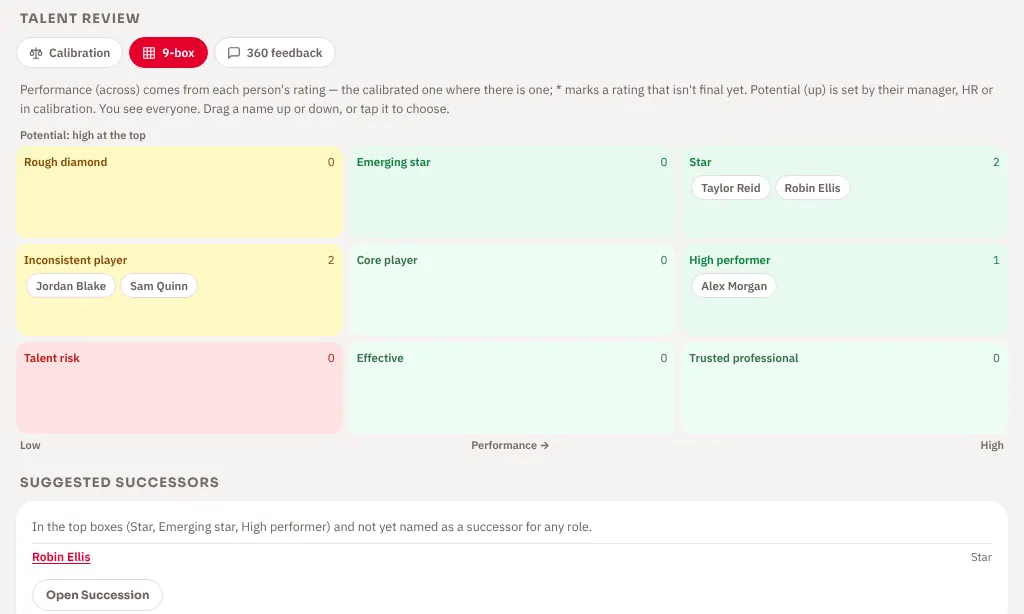 TALENT REVIEW
Calibration 9-box 360 feedback
Performance (across) comes from each person's rating — the calibrated one where there is one; * marks a rating that isn't final yet. Potential (up) is set by their manager, HR or
in calibration. You see everyone. Drag a name up or down, or tap it to choose.
Potential: high at the top
Rough diamond 0 Emerging star 0 Star 2
Taylor Reid Robin Ellis
Inconsistent player 2 Core player 0 High performer 1
Jordan Blake Sam Quinn Alex Morgan
Talent risk 0 Effective 0 Trusted professional 0
Low Performance → High
SUGGESTED SUCCESSORS
In the top boxes (Star, Emerging star, High performer) and not yet named as a successor for any role.
Robin Ellis Star
Open Succession